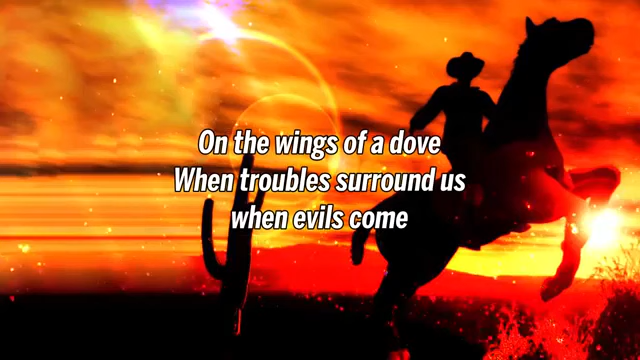 On the wings of a dove
When troubles surround us
when evils come